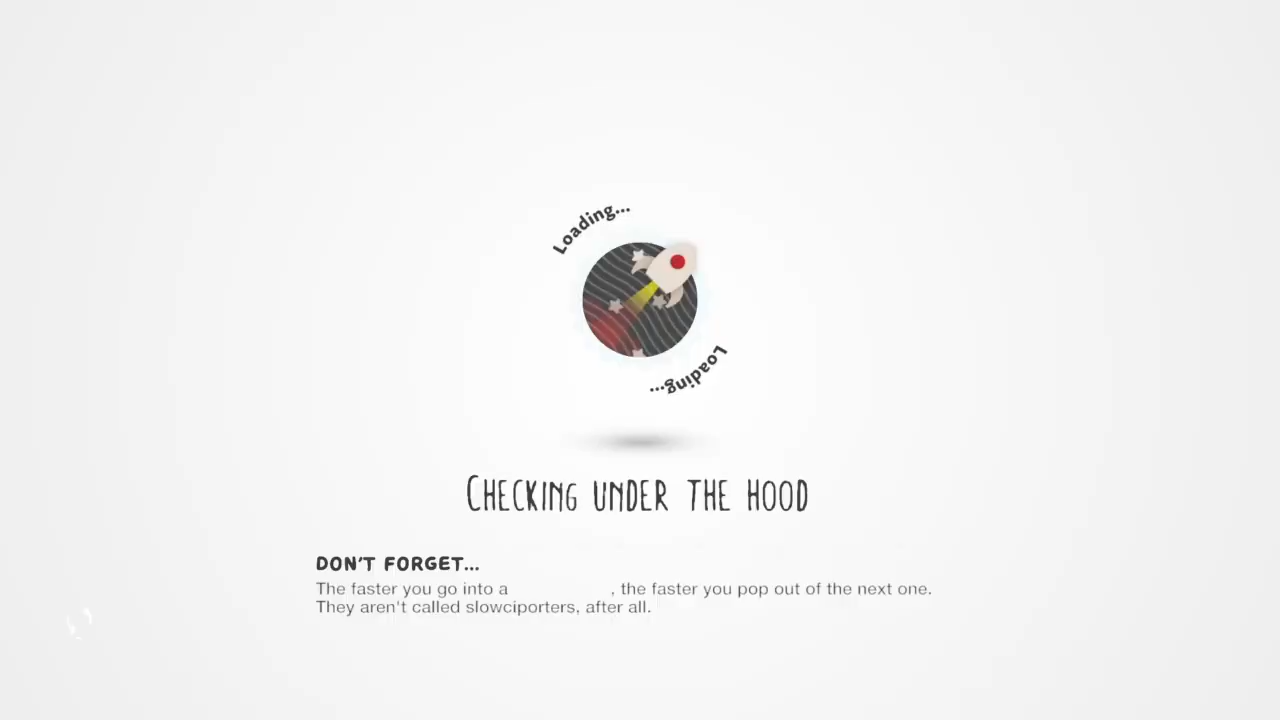 Loading...
Loading...
CHECKING UNDER THE HOOD
DON'T FORGET...
The faster you go into a , the faster you pop out of the next one.
They aren't called slowciporters, after all.